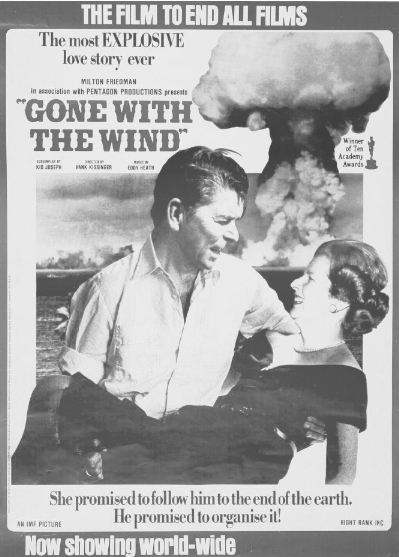 THE FILM TO END ALL FILMS
The most EXPLOSIVE
love story ever
MILTON FRIEDMAN
in association with PENTAGON PRODUCTIONS presents
"GONE WITH
THE WIND"
Winner
of Ten
Academy
Awards
SCREENPLAY BY
KID JOSEPH
DIRECTED BY
HANK KISSINGER
MUSIC BY
EDDY HEATH
She promised to follow him to the end of the earth.
He promised to organise it!
AN IMF PICTURE
RIGHT RANK INC
Now showing world-wide